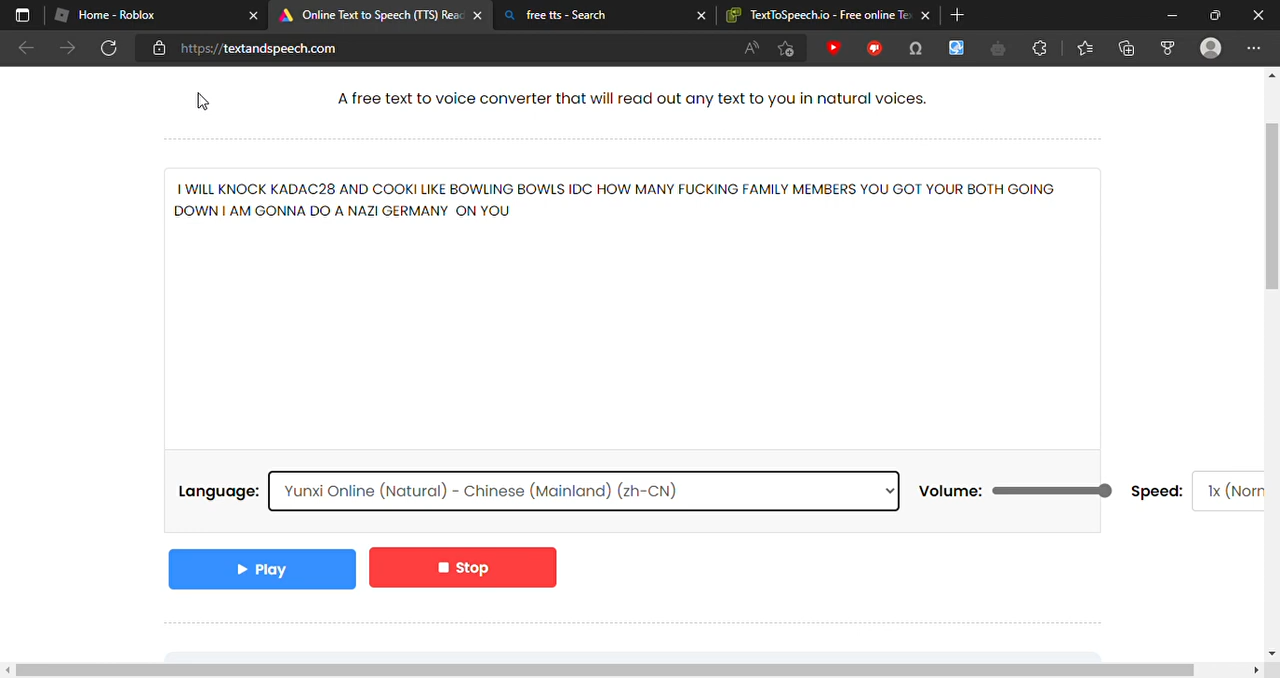 Home - Roblox
Online Text to Speech (TTS) Rea
free tts - Search
TextToSpeech.io - Free online Te
https://textandspeech.com
A free text to voice converter that will read out any text to you in natural voices.
I WILL KNOCK KADAC28 AND COOKI LIKE BOWLING BOWLS IDC HOW MANY FUCKING FAMILY MEMBERS YOU GOT YOUR BOTH GOING
DOWN I AM GONNA DO A NAZI GERMANY  ON YOU
Language: Yunxi Online (Natural) - Chinese (Mainland) (zh-CN) Volume: Speed: 1x (Norn
Play
Stop